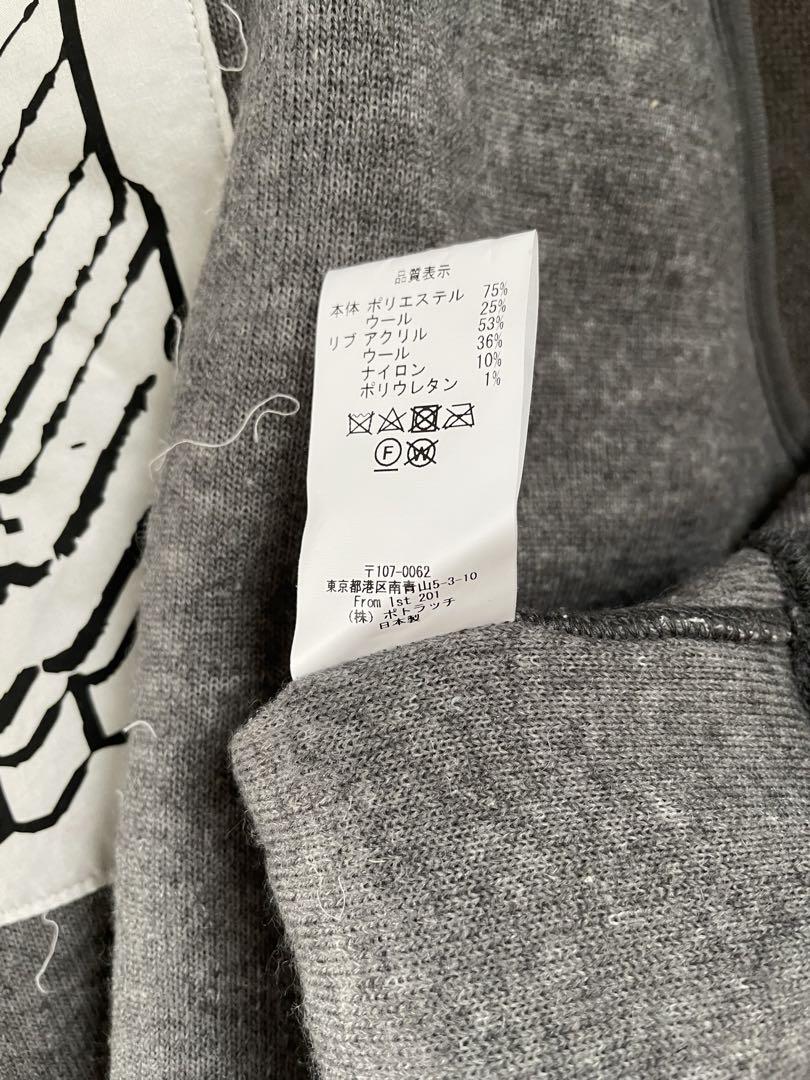 品質表示
本体 ポリエステル 75%
ウール 25%
リブ アクリル 53%
ウール 36%
ナイロン 10%
ポリウレタン 1%
F W
〒107-0062
東京都港区南青山5-3-10
From 1st 201
(株) ポトラッチ
日本製